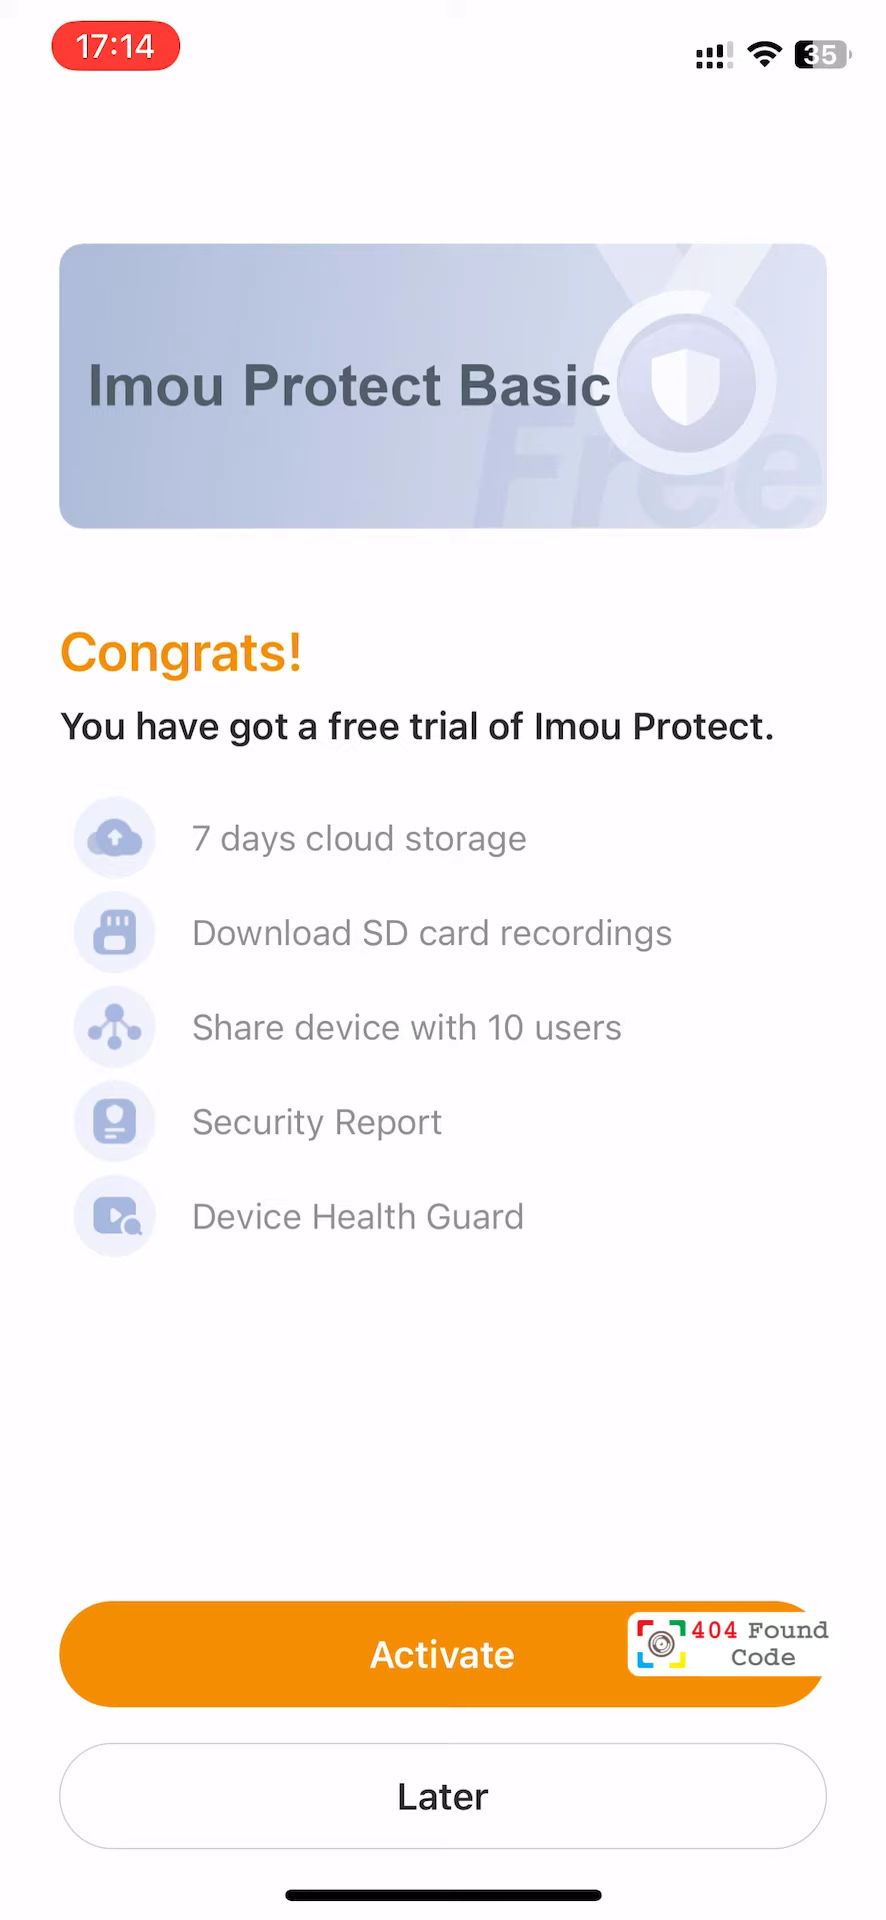 17:14
35
Imou Protect Basic
Free
Congrats!
You have got a free trial of Imou Protect.
7 days cloud storage
Download SD card recordings
Share device with 10 users
Security Report
Device Health Guard
Activate
404 Found
Code
Later